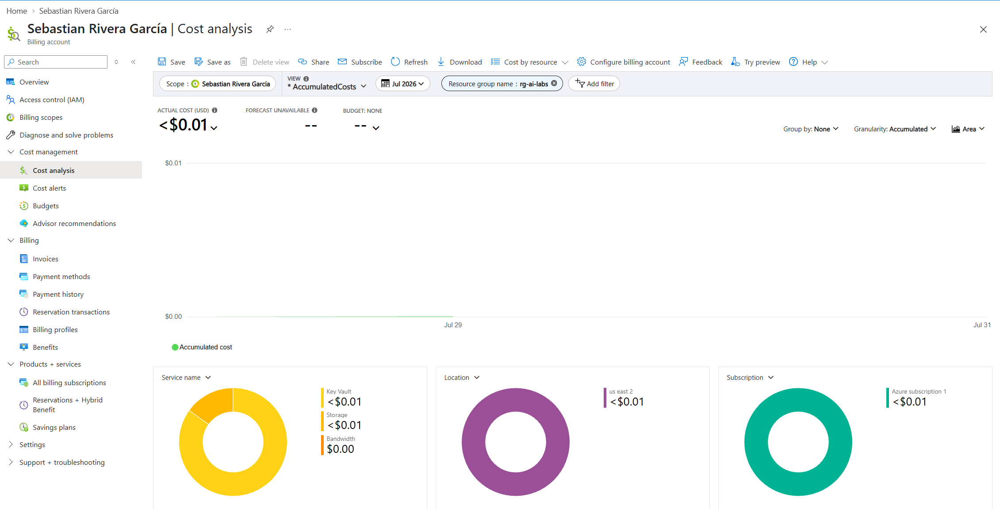 Home > Sebastian Rivera García
Sebastian Rivera García | Cost analysis ...
Billing account
Search
Overview
Access control (IAM)
Billing scopes
Diagnose and solve problems
Cost management
Cost analysis
Cost alerts
Budgets
Advisor recommendations
Billing
Invoices
Payment methods
Payment history
Reservation transactions
Billing profiles
Benefits
Products + services
All billing subscriptions
Reservations + Hybrid
Benefit
Savings plans
Settings
Support + troubleshooting
Save Save as Delete view Share Subscribe Refresh Download Cost by resource Configure billing account Feedback Try preview Help
Scope : Sebastian Rivera García
VIEW
* AccumulatedCosts
Jul 2026
Resource group name : rg-ai-labs
Add filter
ACTUAL COST (USD)
<$0.01
FORECAST UNAVAILABLE
--
BUDGET: NONE
--
Group by: None
Granularity: Accumulated
Area
$0.01
$0.00
Jul 29
Jul 31
Accumulated cost
Service name
Key Vault
<$0.01
Storage
<$0.01
Bandwidth
$0.00
Location
us east 2
<$0.01
Subscription
Azure subscription 1
<$0.01